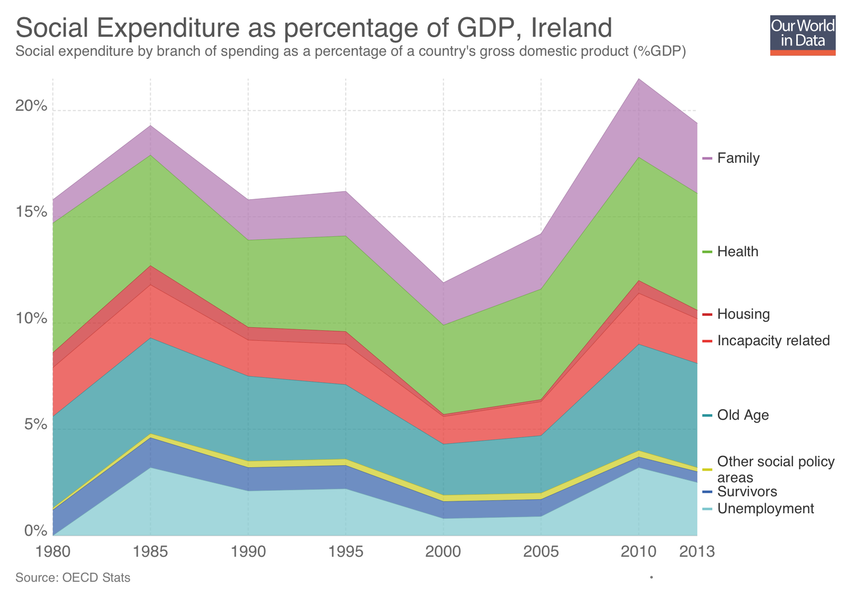 Social Expenditure as percentage of GDP, Ireland
Social expenditure by branch of spending as a percentage of a country's gross domestic product (%GDP)
Our World
in Data
20%
15%
10%
5%
0%
Family
Health
Housing
Incapacity related
Old Age
Other social policy
areas
Survivors
Unemployment
1980 1985 1990 1995 2000 2005 2010 2013
Source: OECD Stats